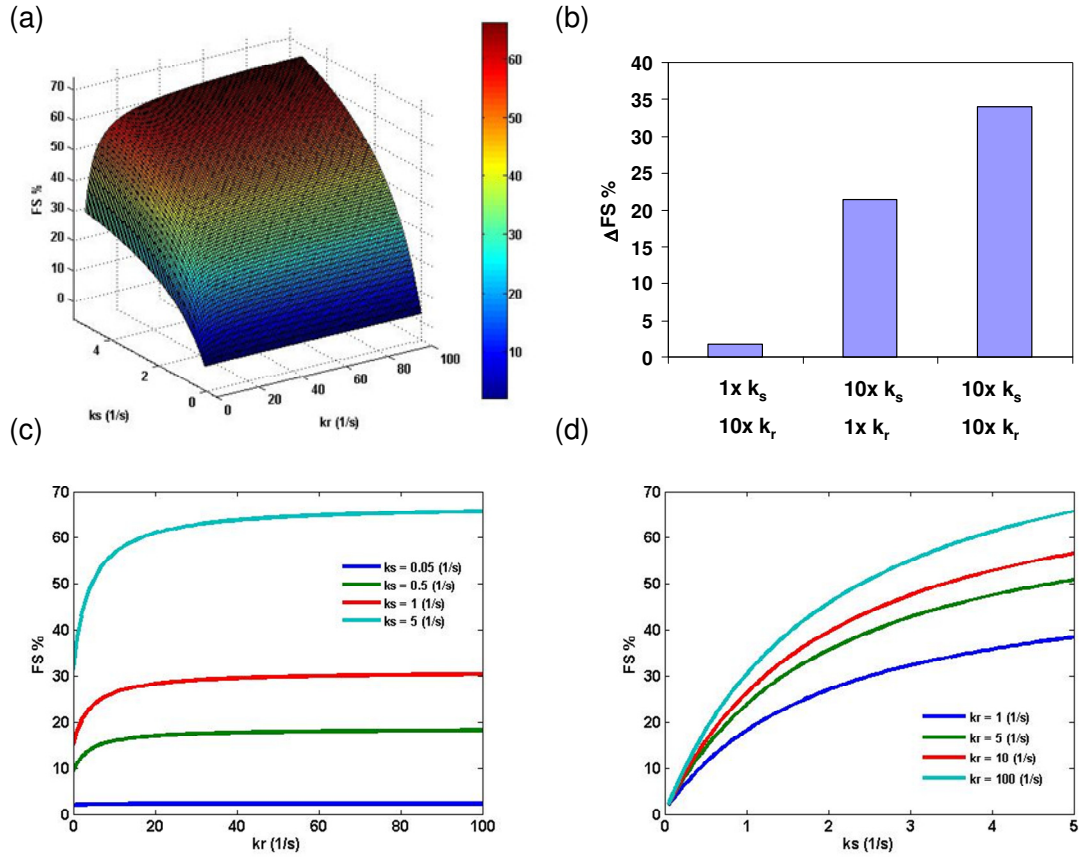 (a)
70
60
50
40
30
20
10
0
FS %
4
2
0
ks (1/s)
0
20
40
60
80
100
kr (1/s)
60
50
40
30
20
10
(b)
40
35
30
25
20
15
10
5
0
ΔFS %
1x ks 10x ks 10x ks
10x kr 1x kr 10x kr
(c)
70
60
50
40
30
20
10
0
FS %
ks = 0.05 (1/s)
ks = 0.5 (1/s)
ks = 1 (1/s)
ks = 5 (1/s)
0 20 40 60 80 100
kr (1/s)
(d)
70
60
50
40
30
20
10
0
FS %
kr = 1 (1/s)
kr = 5 (1/s)
kr = 10 (1/s)
kr = 100 (1/s)
0 1 2 3 4 5
ks (1/s)